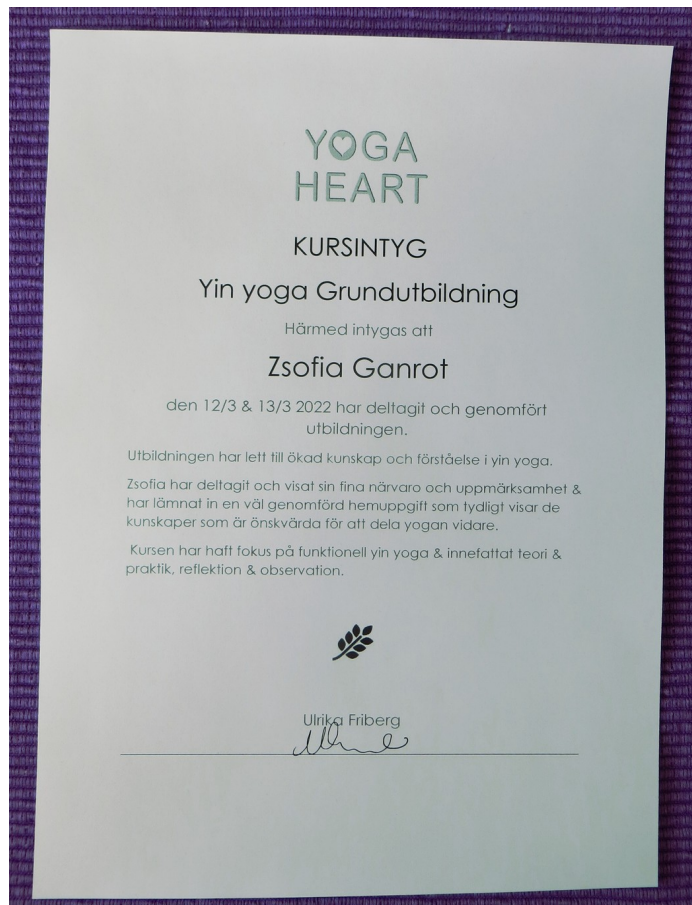 YOGA
HEART
KURSINTYG
Yin yoga Grundutbildning
Härmed intygas att
Zsofia Ganrot
den 12/3 & 13/3 2022 har deltagit och genomfört
utbildningen.
Utbildningen har lett till ökad kunskap och förståelse i yin yoga.
Zsofia har deltagit och visat sin fina närvaro och uppmärksamhet &
har lämnat in en väl genomförd hemuppgift som tydligt visar de
kunskaper som är önskvärda för att dela yogan vidare.
Kursen har haft fokus på funktionell yin yoga & innefattat teori &
praktik, reflektion & observation.
Ulrika Friberg